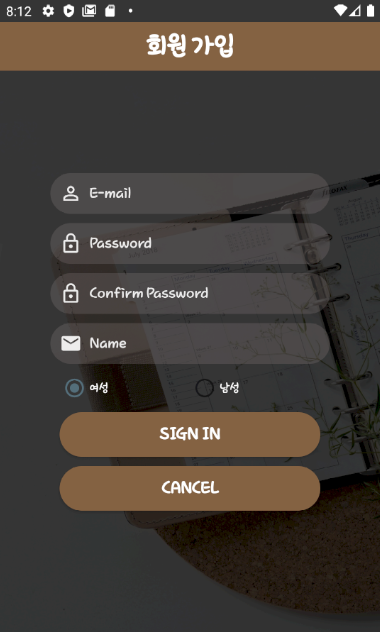 8:12
회원 가입
E-mail
Password
Confirm Password
Name
여성
남성
SIGN IN
CANCEL